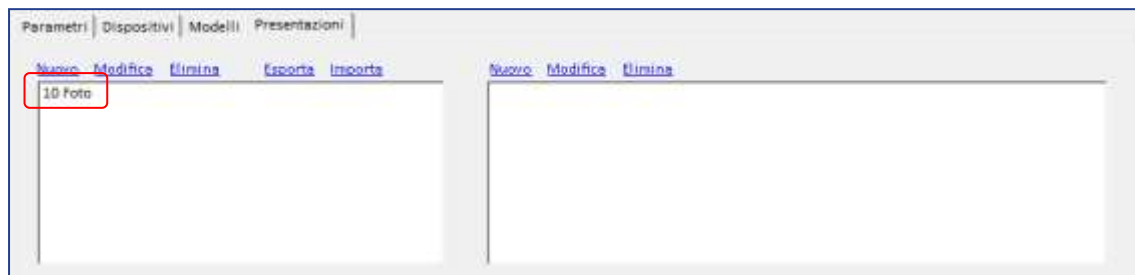 Parametri Dispositivi Modelli Presentazioni
Nuovo Modifica Elimina Esporta Importa Nuovo Modifica Elimina
10 Foto